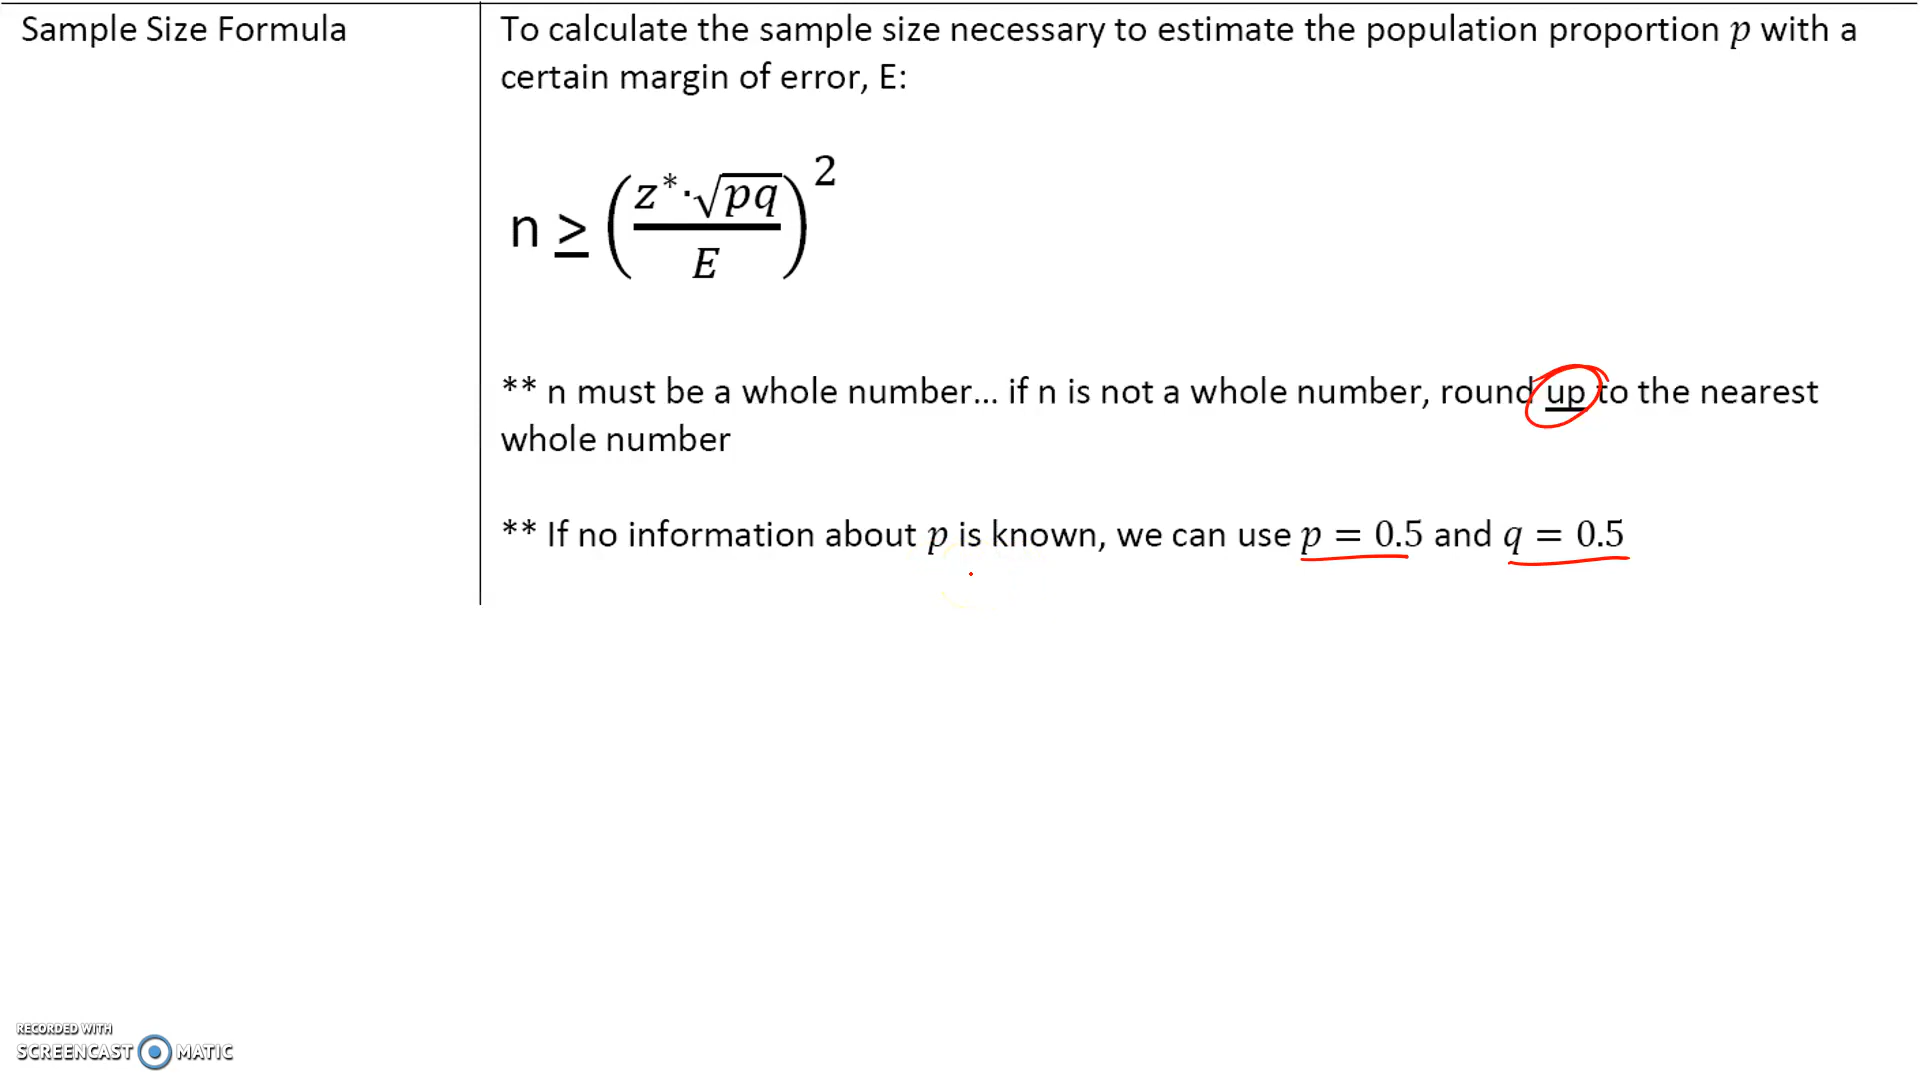 Sample Size Formula
To calculate the sample size necessary to estimate the population proportion p with a
certain margin of error, E:
n ≥ (z*·√pq / E)²
** n must be a whole number... if n is not a whole number, round up to the nearest
whole number
** If no information about p is known, we can use p = 0.5 and q = 0.5
RECORDED WITH
SCREENCAST MATIC